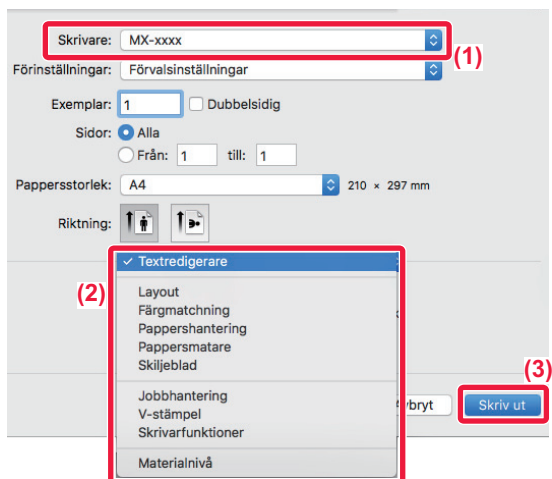 Skrivare: MX-xxxx
(1)
Förinställningar: Förvalsinställningar
Exemplar: 1 Dubbelsidig
Sidor: Alla
Från: 1 till: 1
Pappersstorlek: A4 210 × 297 mm
Riktning:
✓ Textredigerare
(2)
Layout
Färgmatchning
Pappershantering
Pappersmatare
Skiljeblad
(3)
Jobbhantering
V-stämpel
Skrivarfunktioner
vbryt Skriv ut
Materialnivå